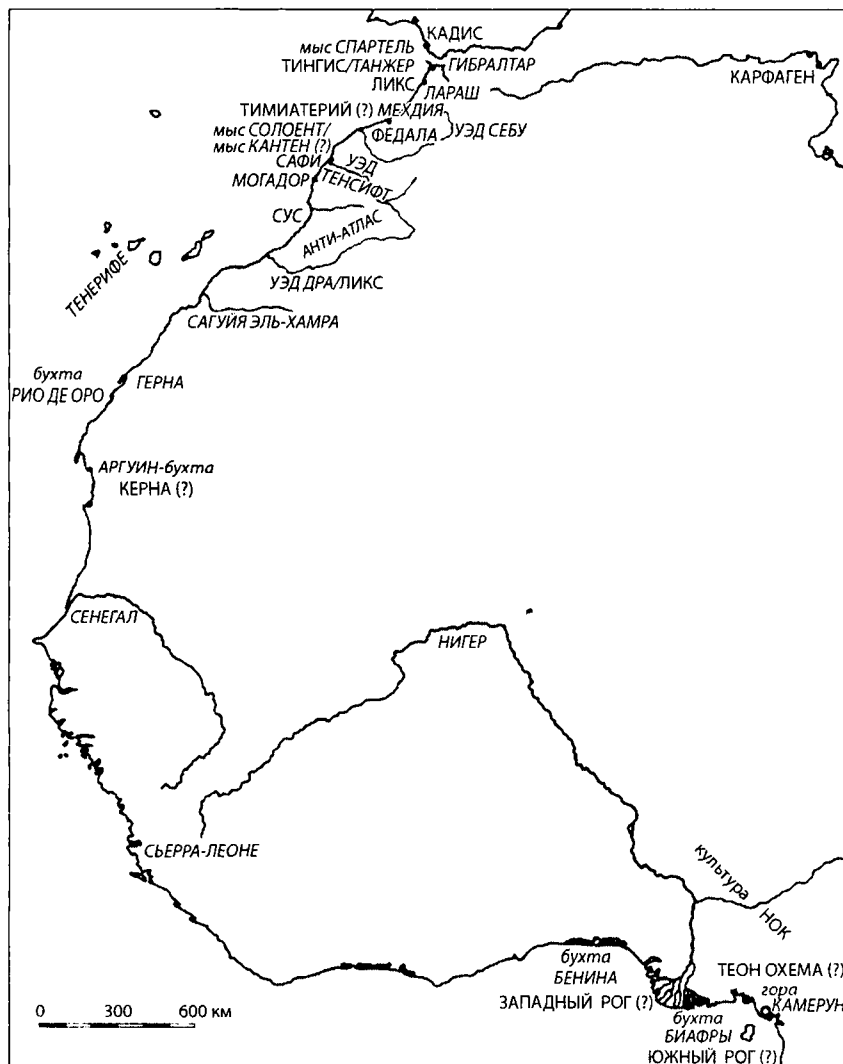 КАДИС
мыс СПАРТЕЛЬ
ТИНГИС/ТАНЖЕР
ГИБРАЛТАР
КАРФАГЕН
ЛИКС
ЛАРАШ
ТИМИАТЕРИЙ (?) МЕХДИЯ
мыс СОЛОЕНТ/
ФЕДАЛА
УЭД СЕБУ
мыс КАНТЕН (?)
САФИ
УЭД
ТЕНСИФТ
МОГАДОР
СУС
АНТИ-АТЛАС
ТЕНЕРИФЕ
УЭД ДРА/ЛИКС
САГУЙЯ ЭЛЬ-ХАМРА
бухта
РИО ДЕ ОРО
ГЕРНА
АРГУИН-бухта
КЕРНА (?)
СЕНЕГАЛ
НИГЕР
СЬЕРРА-ЛЕОНЕ
культура
НОК
бухта
БЕНИНА
ЗАПАДНЫЙ РОГ (?)
ТЕОН ОХЕМА (?)
гора
КАМЕРУН
бухта
БИАФРЫ
ЮЖНЫЙ РОГ (?)
0 300 600 км